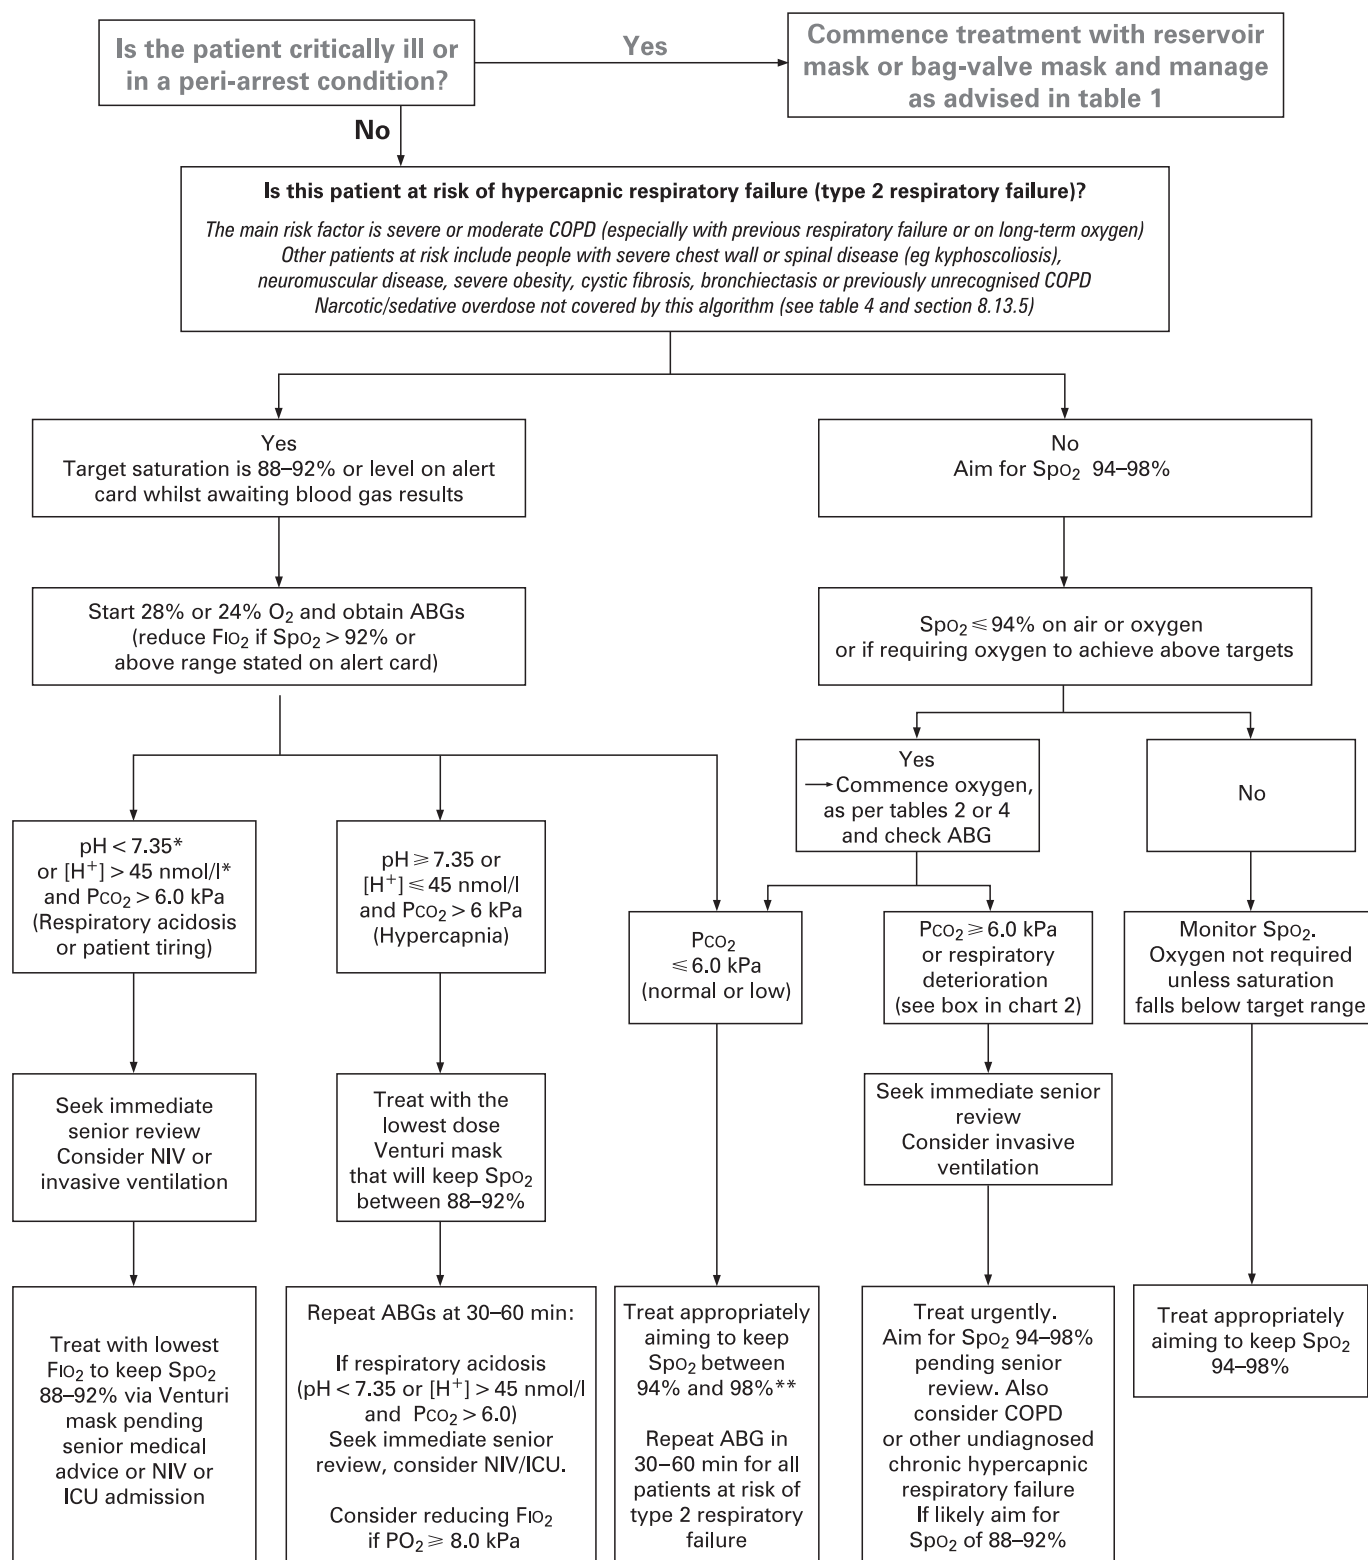 Is the patient critically ill or
in a peri-arrest condition?
Yes
Commence treatment with reservoir
mask or bag-valve mask and manage
as advised in table 1
No
Is this patient at risk of hypercapnic respiratory failure (type 2 respiratory failure)?
The main risk factor is severe or moderate COPD (especially with previous respiratory failure or on long-term oxygen)
Other patients at risk include people with severe chest wall or spinal disease (eg kyphoscoliosis),
neuromuscular disease, severe obesity, cystic fibrosis, bronchiectasis or previously unrecognised COPD
Narcotic/sedative overdose not covered by this algorithm (see table 4 and section 8.13.5)
Yes
Target saturation is 88–92% or level on alert
card whilst awaiting blood gas results
No
Aim for SpO₂ 94–98%
Start 28% or 24% O₂ and obtain ABGs
(reduce FIO₂ if SpO₂ > 92% or
above range stated on alert card)
SpO₂ ⩽ 94% on air or oxygen
or if requiring oxygen to achieve above targets
Yes
→ Commence oxygen,
as per tables 2 or 4
and check ABG
No
pH < 7.35*
or [H⁺] > 45 nmol/l*
and PCO₂ > 6.0 kPa
(Respiratory acidosis
or patient tiring)
pH ⩾ 7.35 or
[H⁺] ⩽ 45 nmol/l
and PCO₂ > 6 kPa
(Hypercapnia)
PCO₂
⩽ 6.0 kPa
(normal or low)
PCO₂ ⩾ 6.0 kPa
or respiratory
deterioration
(see box in chart 2)
Monitor SpO₂.
Oxygen not required
unless saturation
falls below target range
Seek immediate
senior review
Consider NIV or
invasive ventilation
Treat with the
lowest dose
Venturi mask
that will keep SpO₂
between 88–92%
Seek immediate senior
review
Consider invasive
ventilation
Treat with lowest
FIO₂ to keep SpO₂
88–92% via Venturi
mask pending
senior medical
advice or NIV or
ICU admission
Repeat ABGs at 30–60 min:
If respiratory acidosis
(pH < 7.35 or [H⁺] > 45 nmol/l
and PCO₂ > 6.0)
Seek immediate senior
review, consider NIV/ICU.
Consider reducing FIO₂
if PO₂ ⩾ 8.0 kPa
Treat appropriately
aiming to keep
SpO₂ between
94% and 98%**
Repeat ABG in
30–60 min for all
patients at risk of
type 2 respiratory
failure
Treat urgently.
Aim for SpO₂ 94–98%
pending senior
review. Also
consider COPD
or other undiagnosed
chronic hypercapnic
respiratory failure
If likely aim for
SpO₂ of 88–92%
Treat appropriately
aiming to keep SpO₂
94–98%